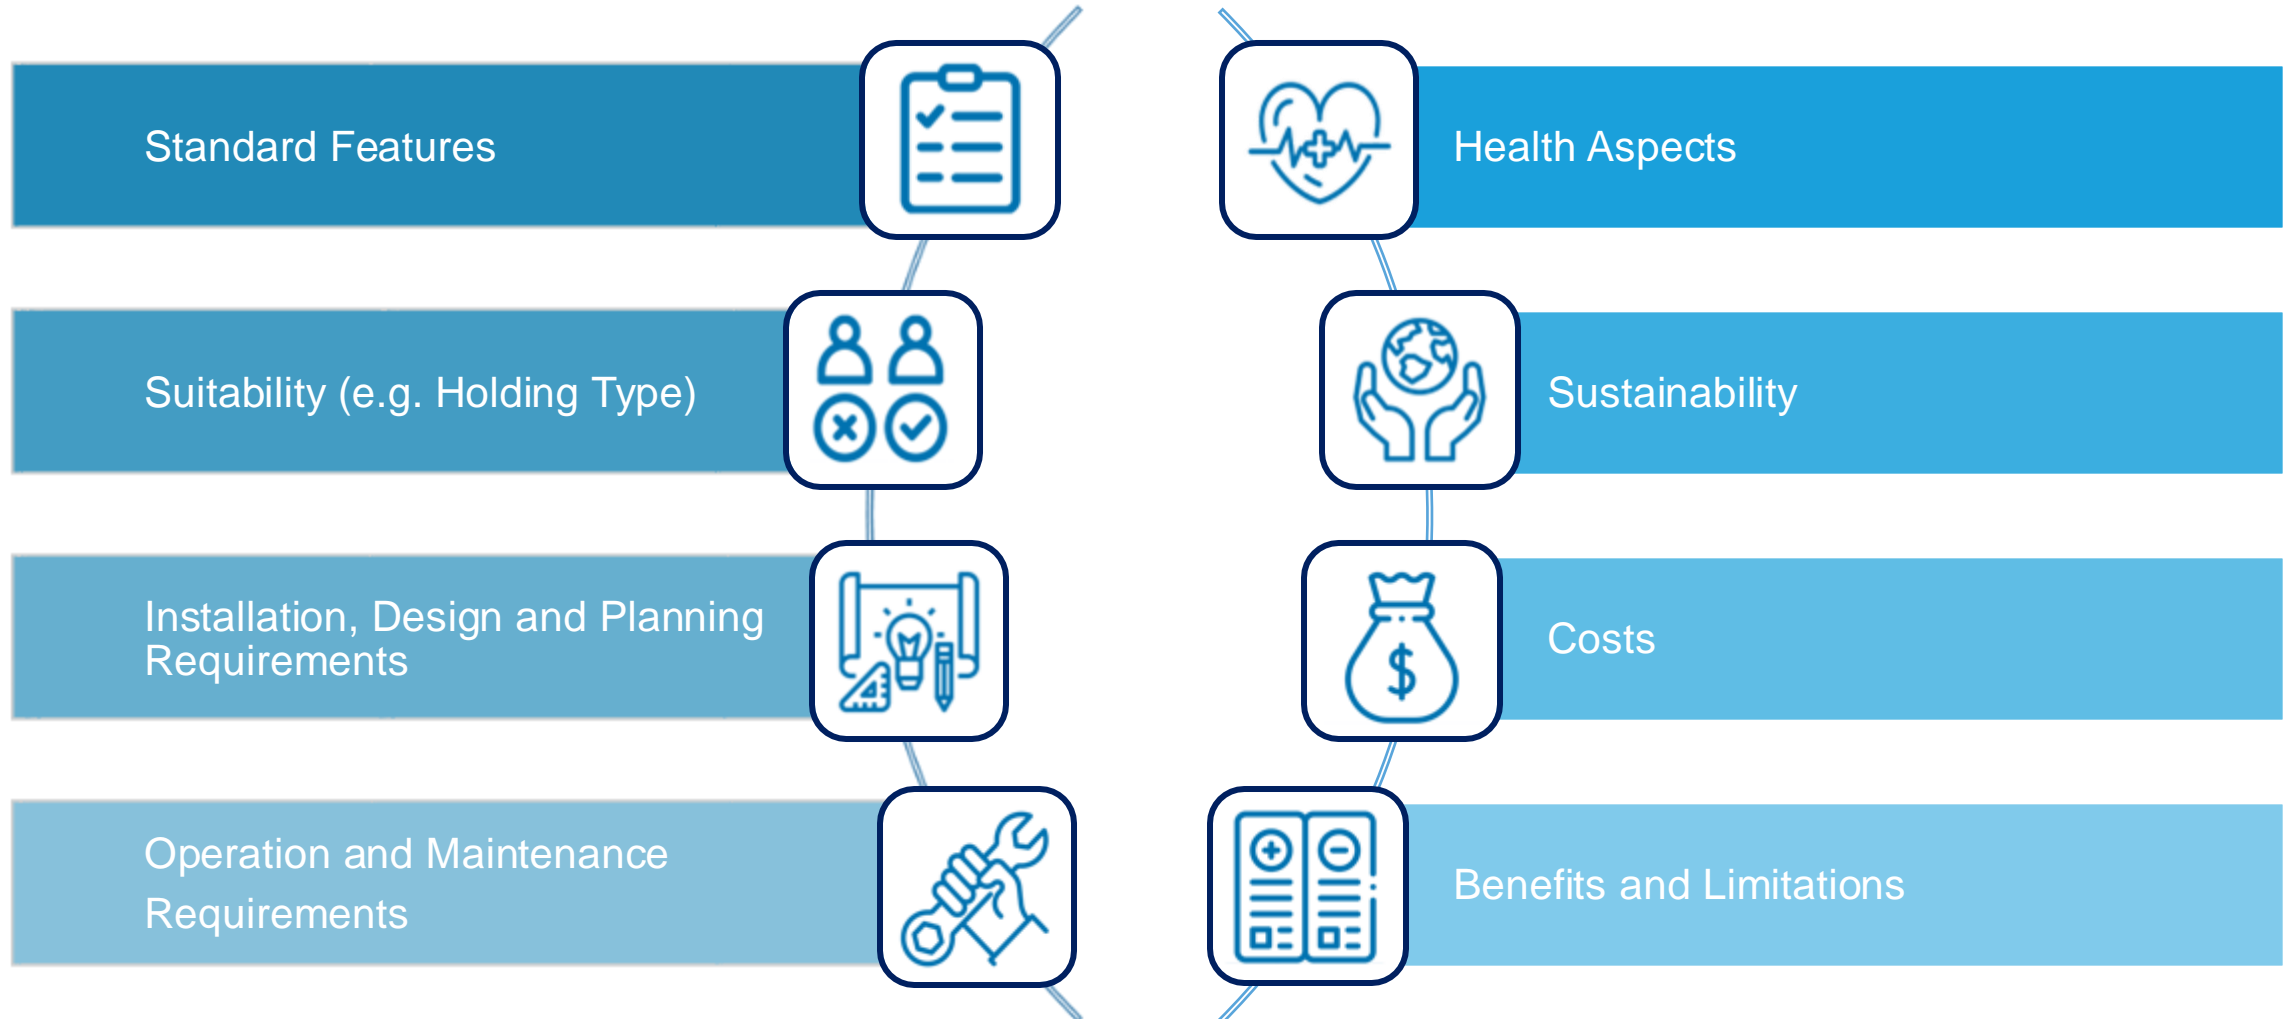 Standard Features
Suitability (e.g. Holding Type)
Installation, Design and Planning
Requirements
Operation and Maintenance
Requirements
Health Aspects
Sustainability
Costs
$
Benefits and Limitations